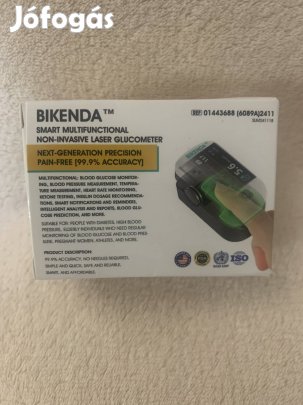 Jófogás
BIKENDA™
SMART MULTIFUNCTIONAL
NON-INVASIVE LASER GLUCOMETER
NEXT-GENERATION PRECISION
PAIN-FREE [99.9% ACCURACY]
REF 01443688 (6089A)2411
MULTIFUNCTIONAL: BLOOD GLUCOSE MONITOR-
ING, BLOOD PRESSURE MEASUREMENT, TEMPERA-
TURE MEASUREMENT, HEART RATE MONITORING,
KETONE TESTING, INSULIN DOSAGE RECOMMENDA-
TIONS, SMART NOTIFICATIONS AND REMINDERS,
INTELLIGENT ANALYSIS AND REPORTS, BLOOD GLU-
COSE PREDICTION, AND MORE.
SUITABLE FOR: PEOPLE WITH DIABETES, HIGH BLOOD
PRESSURE, ELDERLY INDIVIDUALS WHO NEED REGULAR
MONITORING OF BLOOD GLUCOSE AND BLOOD PRES-
SURE, PREGNANT WOMEN, ATHLETES, AND MORE.
PRODUCT DESCRIPTION:
99.9% ACCURACY, NO NEEDLES REQUIRED,
SIMPLE AND QUICK, SAFE AND RELIABLE,
SMART, AND AFFORDABLE.
5.6